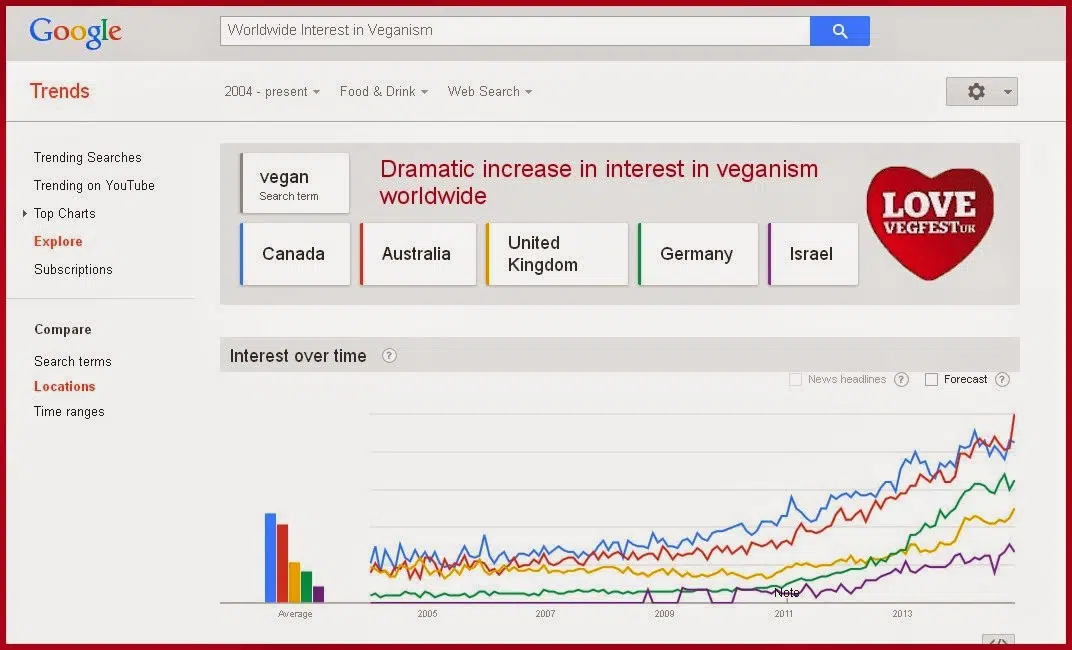 Google
Worldwide Interest in Veganism
Trends
2004 - present Food & Drink Web Search
Trending Searches
Trending on YouTube
Top Charts
Explore
Subscriptions
Compare
Search terms
Locations
Time ranges
vegan
Search term
Dramatic increase in interest in veganism
worldwide
LOVE
VEGFESTUK
Canada
Australia
United
Kingdom
Germany
Israel
Interest over time ?
News headlines ? Forecast ?
Note
Average 2005 2007 2009 2011 2013
</>